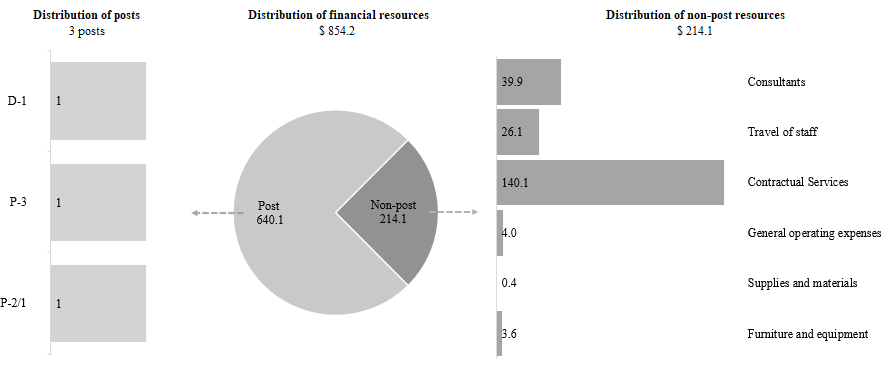 Distribution of posts
3 posts
D-1
1
P-3
1
P-2/1
1
Distribution of financial resources
$ 854.2
Post
640.1
Non-post
214.1
Distribution of non-post resources
$ 214.1
39.9 Consultants
26.1 Travel of staff
140.1 Contractual Services
4.0 General operating expenses
0.4 Supplies and materials
3.6 Furniture and equipment